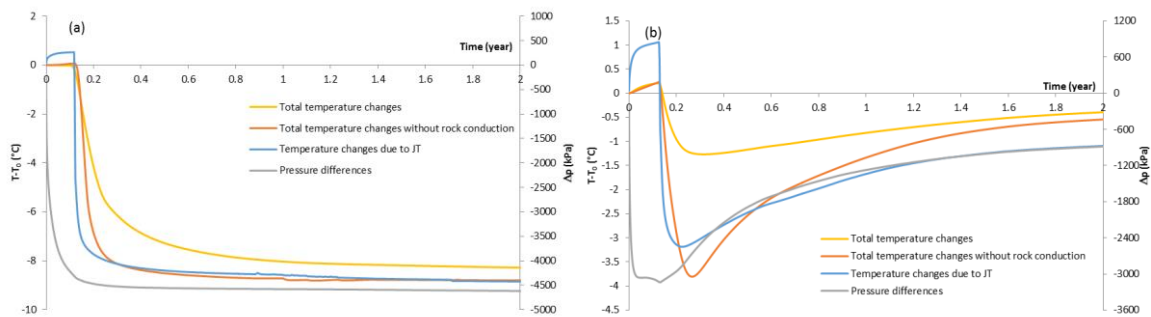 (a)
Time (year)
T-T₀ (°C)
Δp (kPa)
2
0
-2
-4
-6
-8
-10
1000
500
0
-500
-1000
-1500
-2000
-2500
-3000
-3500
-4000
-4500
-5000
0 0.2 0.4 0.6 0.8 1 1.2 1.4 1.6 1.8 2
Total temperature changes
Total temperature changes without rock conduction
Temperature changes due to JT
Pressure differences
(b)
Time (year)
T-T₀ (°C)
Δp (kPa)
1.5
1
0.5
0
-0.5
-1
-1.5
-2
-2.5
-3
-3.5
-4
-4.5
1200
600
0
-600
-1200
-1800
-2400
-3000
-3600
0 0.2 0.4 0.6 0.8 1 1.2 1.4 1.6 1.8 2
Total temperature changes
Total temperature changes without rock conduction
Temperature changes due to JT
Pressure differences